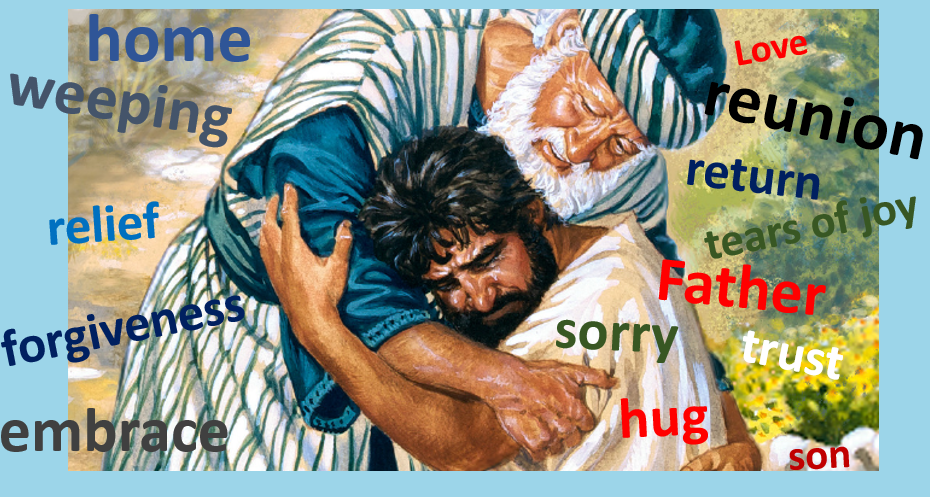 home
Love
weeping
reunion
return
relief
tears of joy
Father
forgiveness
sorry
trust
embrace
hug
son